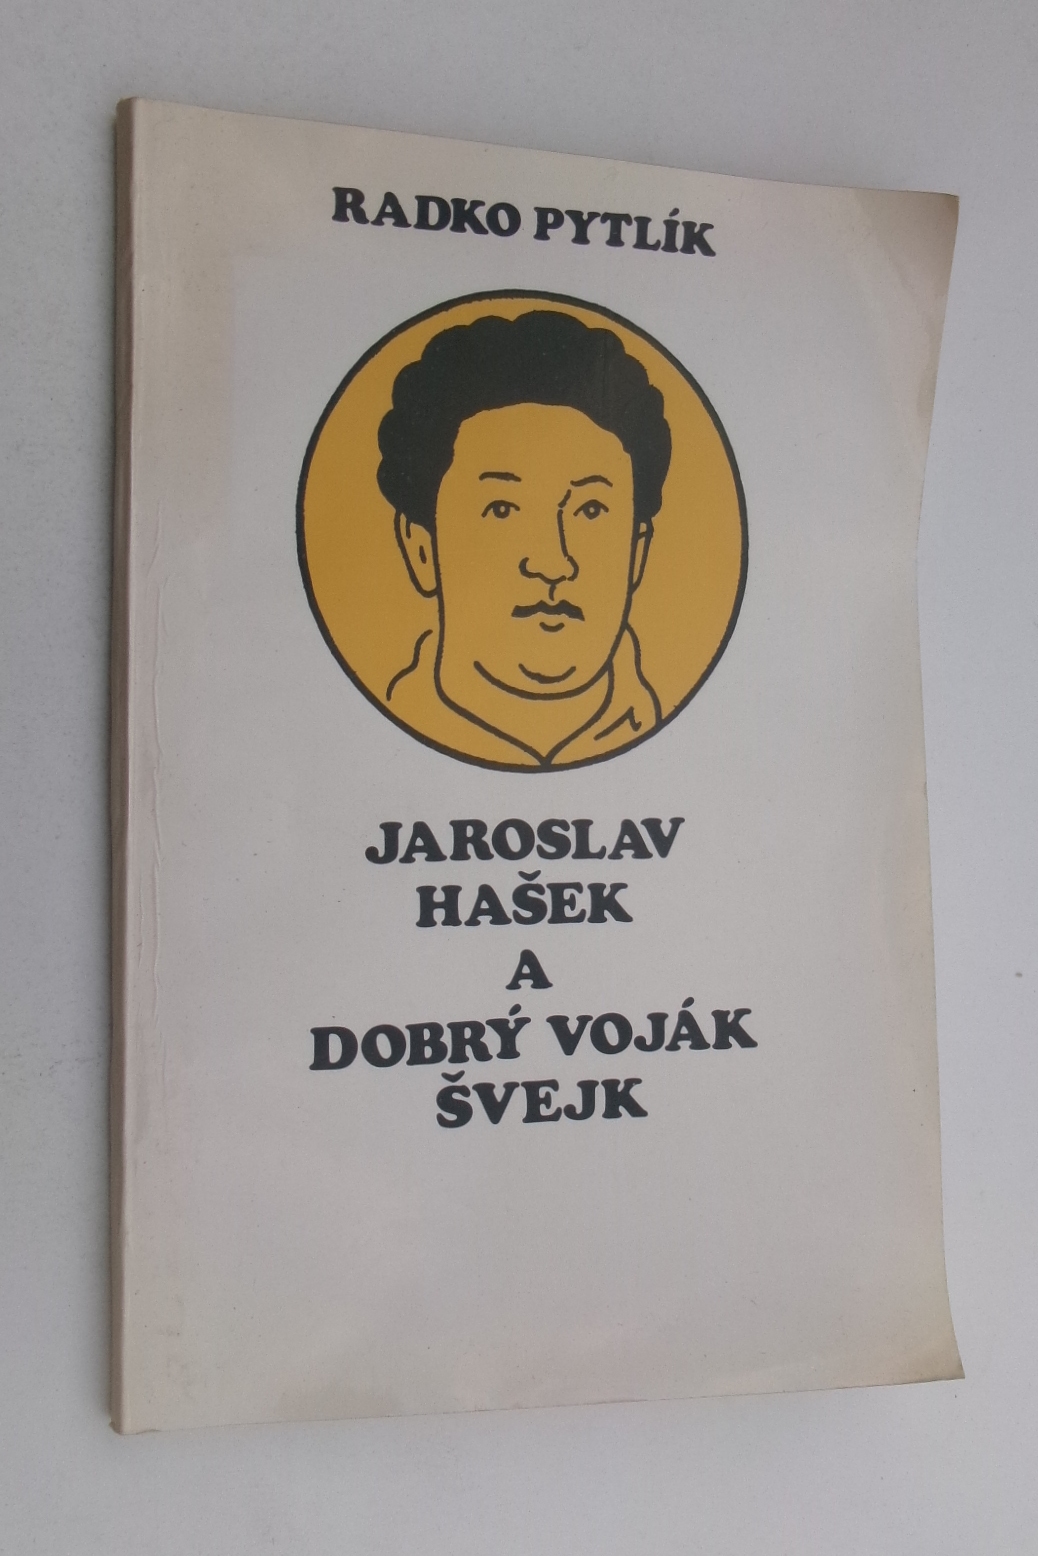 RADKO PYTLÍK
JAROSLAV
HAŠEK
A
DOBRÝ VOJÁK
ŠVEJK